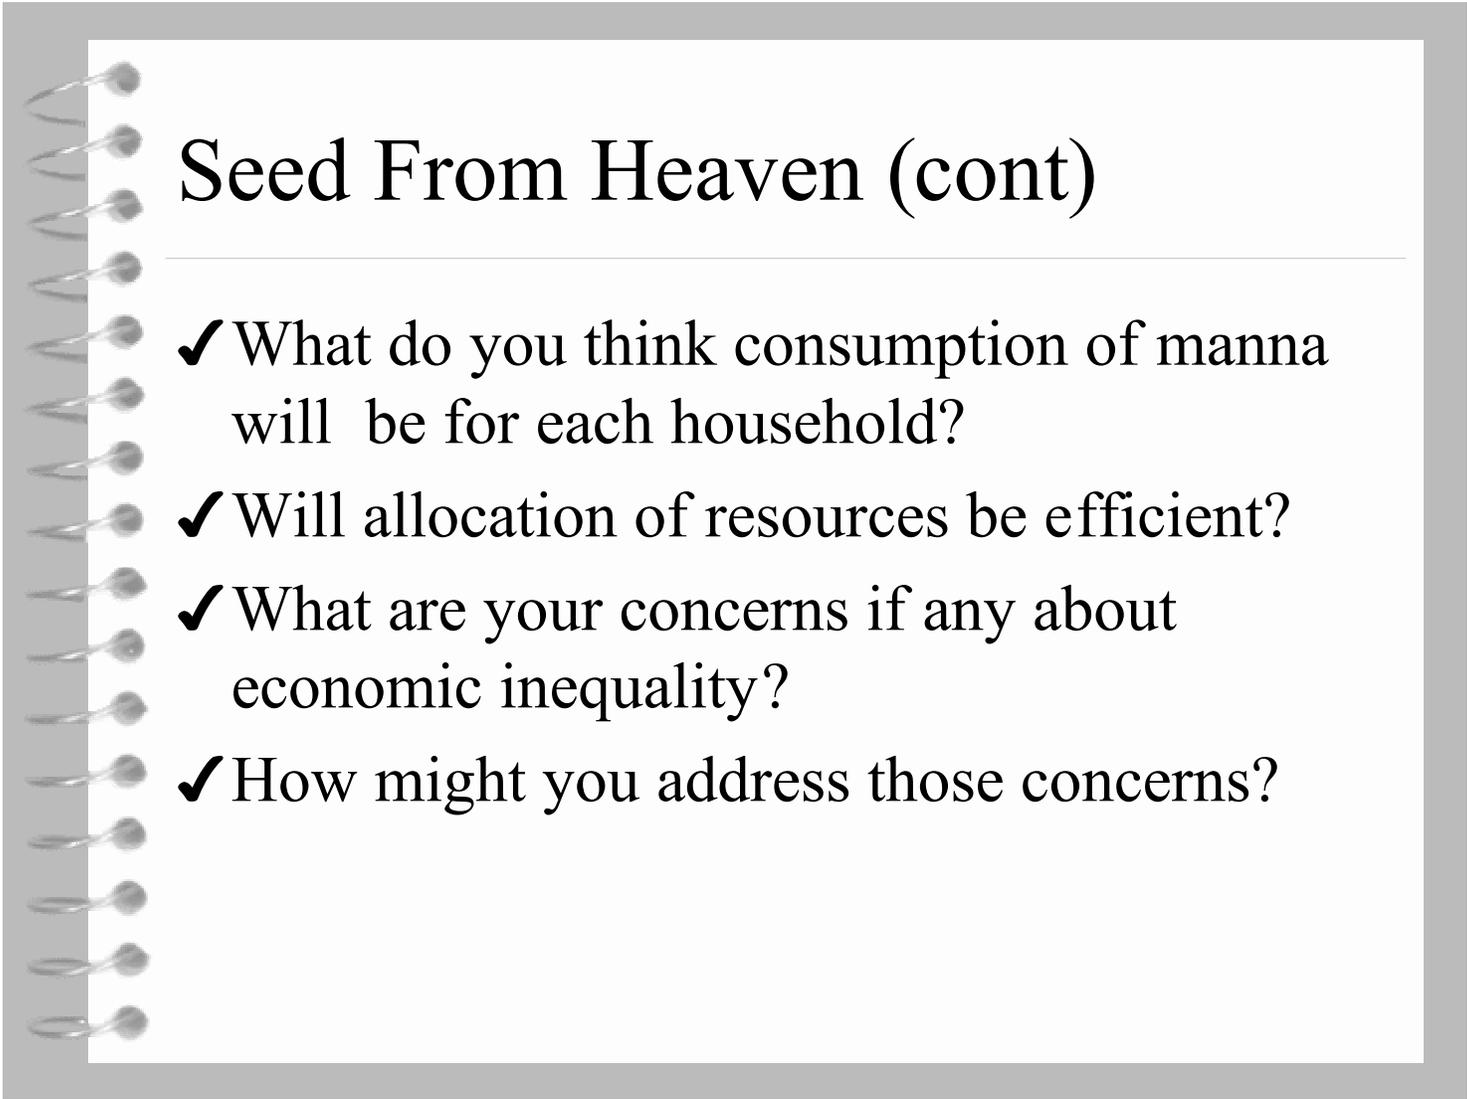 Seed From Heaven (cont)
✓What do you think consumption of manna
will  be for each household?
✓Will allocation of resources be efficient?
✓What are your concerns if any about
economic inequality?
✓How might you address those concerns?